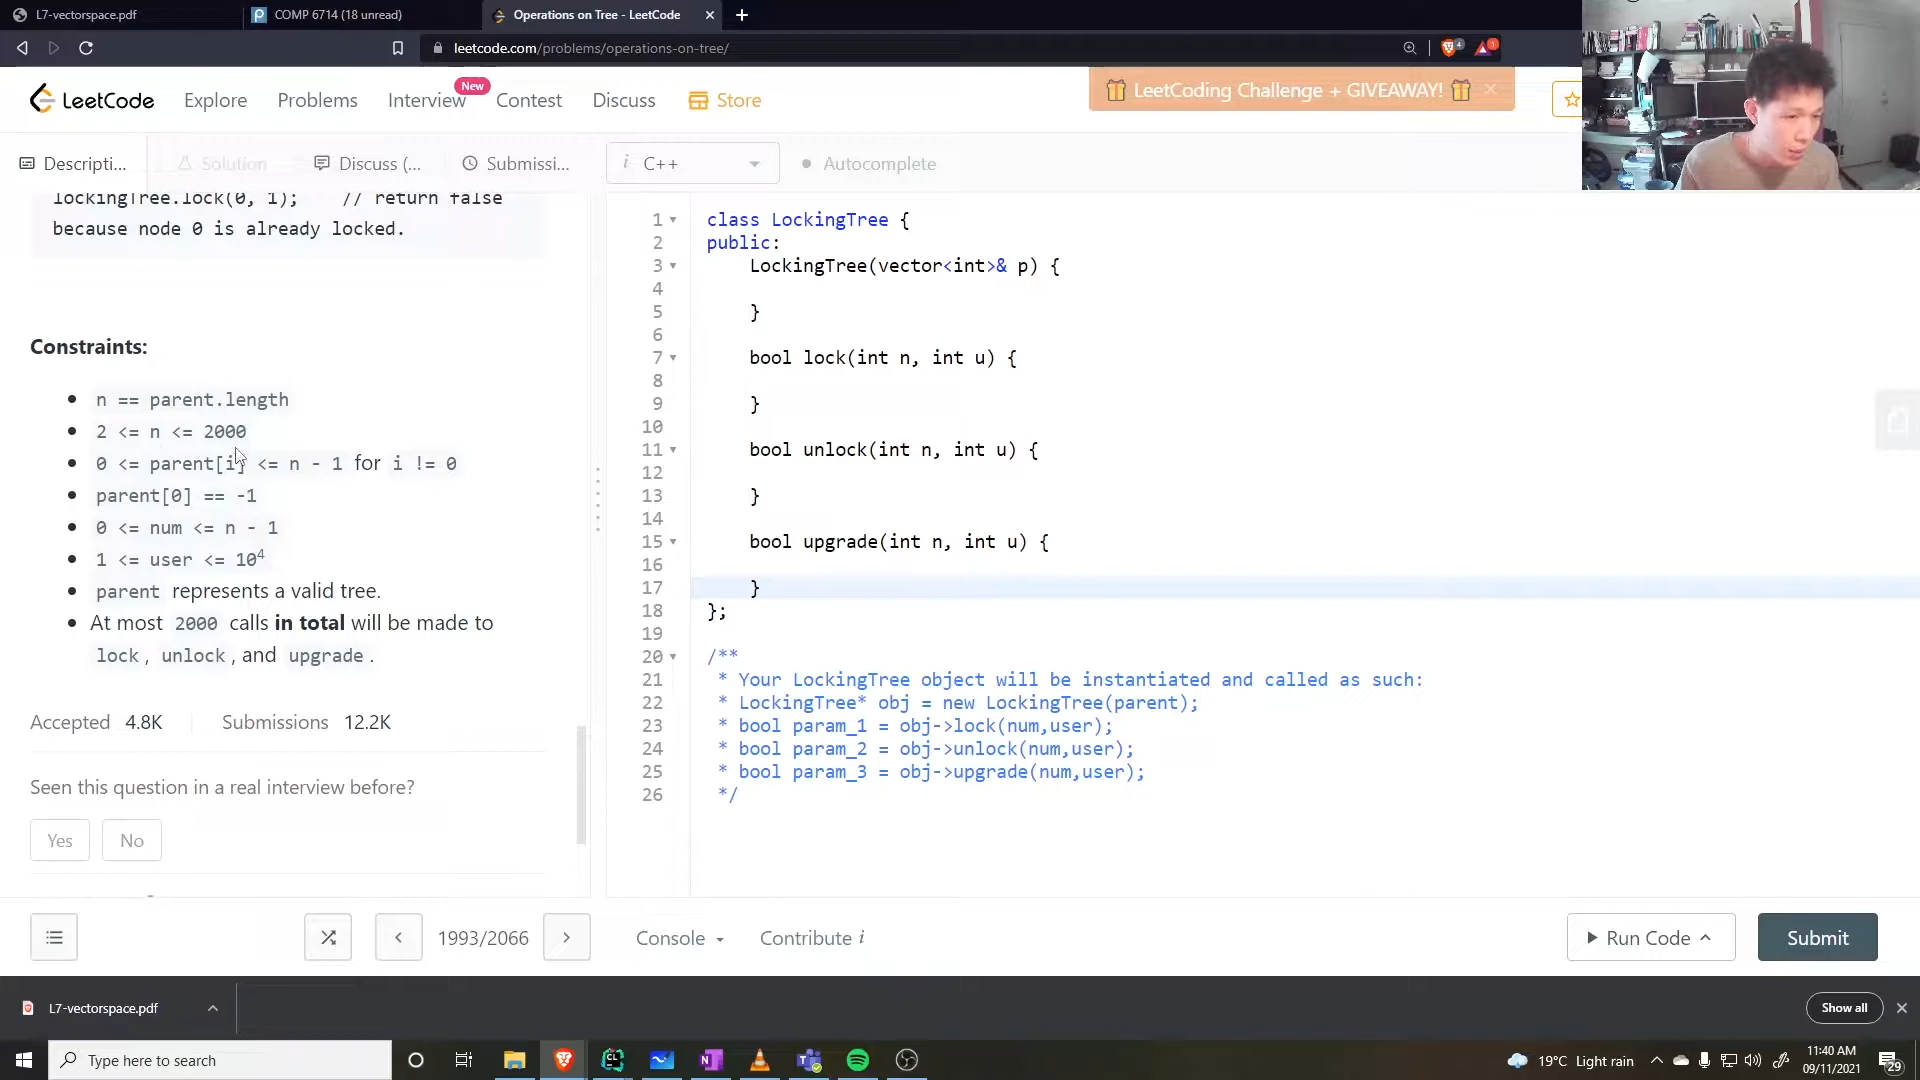 L7-vectorspace.pdf
COMP 6714 (18 unread)
Operations on Tree - LeetCode
leetcode.com/problems/operations-on-tree/
4
1
LeetCode
Explore
Problems
Interview
New
Contest
Discuss
Store
LeetCoding Challenge + GIVEAWAY!
Descripti...
Solution
Discuss (...
Submissi...
i C++
Autocomplete
lockingTree.lock(0, 1);    // return false
because node 0 is already locked.
Constraints:
n == parent.length
2 <= n <= 2000
0 <= parent[i] <= n - 1 for i != 0
parent[0] == -1
0 <= num <= n - 1
1 <= user <= 10⁴
parent represents a valid tree.
At most 2000 calls in total will be made to
lock, unlock, and upgrade.
Accepted 4.8K
Submissions 12.2K
Seen this question in a real interview before?
Yes
No
1 class LockingTree {
2 public:
3     LockingTree(vector<int>& p) {
4
5     }
6
7     bool lock(int n, int u) {
8
9     }
10
11     bool unlock(int n, int u) {
12
13     }
14
15     bool upgrade(int n, int u) {
16
17     }
18 };
19
20 /**
21  * Your LockingTree object will be instantiated and called as such:
22  * LockingTree* obj = new LockingTree(parent);
23  * bool param_1 = obj->lock(num,user);
24  * bool param_2 = obj->unlock(num,user);
25  * bool param_3 = obj->upgrade(num,user);
26  */
1993/2066
Console
Contribute i
Run Code
Submit
L7-vectorspace.pdf
Show all
Type here to search
19°C Light rain
11:40 AM
09/11/2021
29